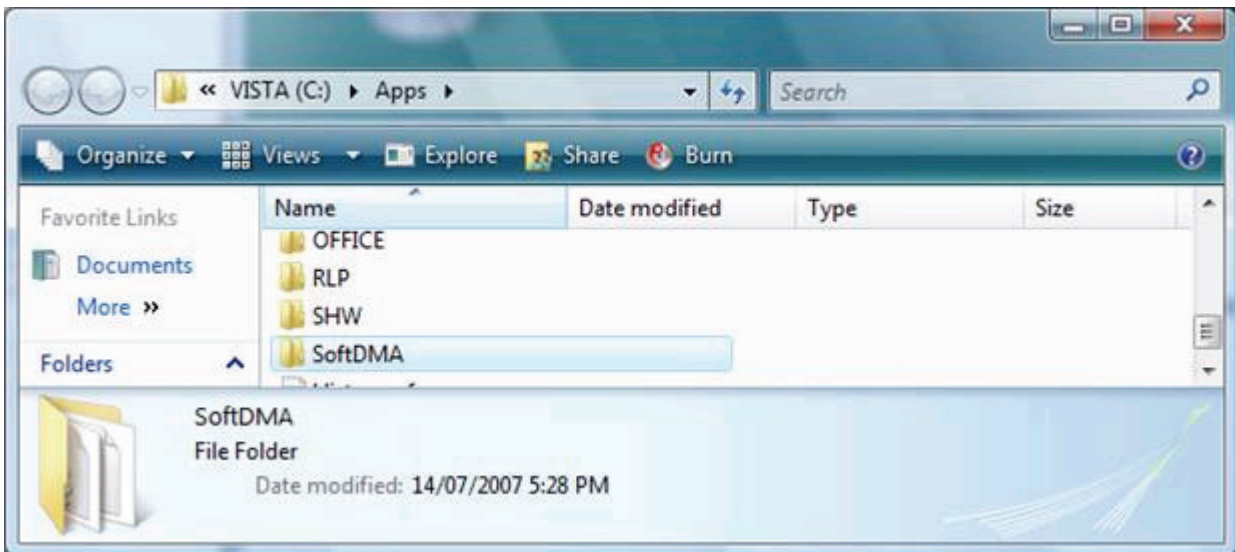 « VISTA (C:) ▸ Apps ▸ Search
Organize Views Explore Share Burn
Favorite Links Name Date modified Type Size
OFFICE
Documents
RLP
More »
SHW
Folders
SoftDMA
SoftDMA
File Folder
Date modified: 14/07/2007 5:28 PM